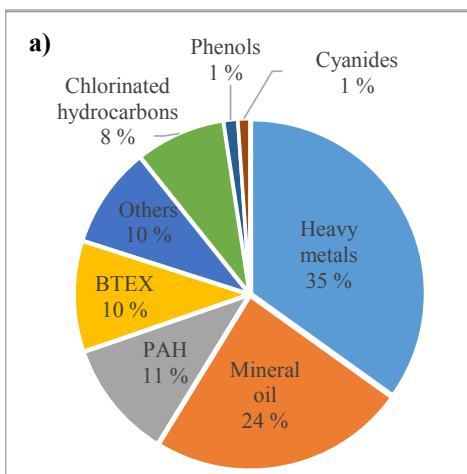 a)
Phenols
1 %
Cyanides
1 %
Chlorinated
hydrocarbons
8 %
Others
10 %
Heavy
metals
35 %
BTEX
10 %
PAH
11 %
Mineral
oil
24 %